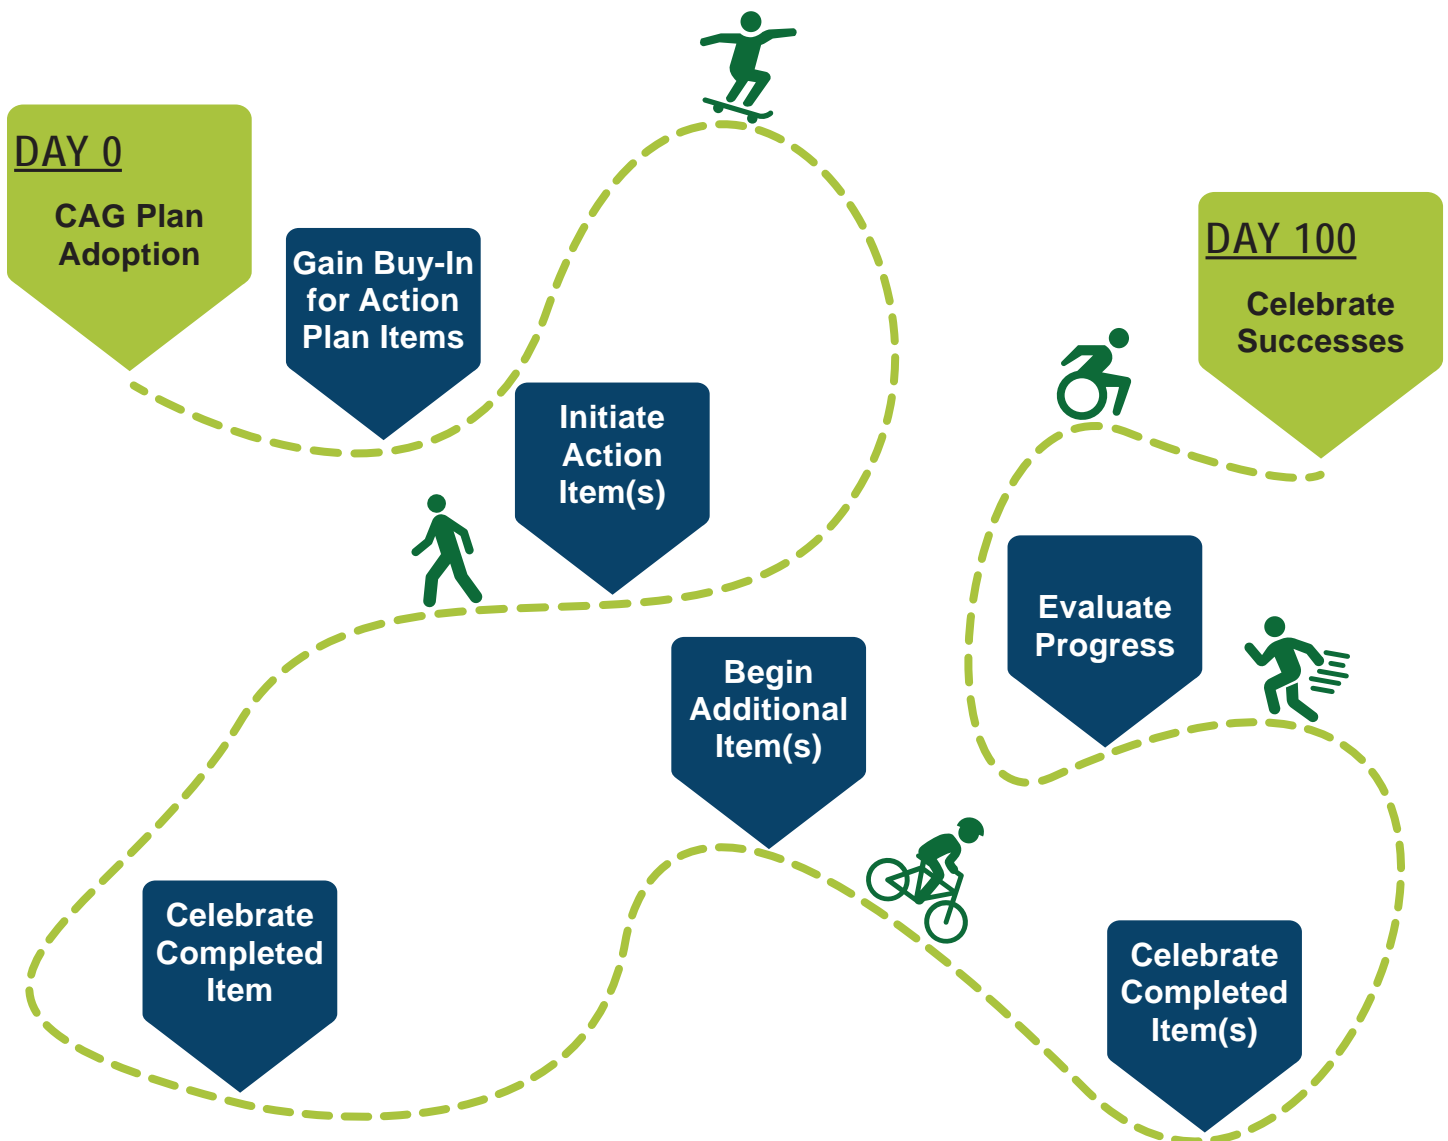 DAY 0
CAG Plan
Adoption
Gain Buy-In
for Action
Plan Items
Initiate
Action
Item(s)
Celebrate
Completed
Item
Begin
Additional
Item(s)
Celebrate
Completed
Item(s)
Evaluate
Progress
DAY 100
Celebrate
Successes